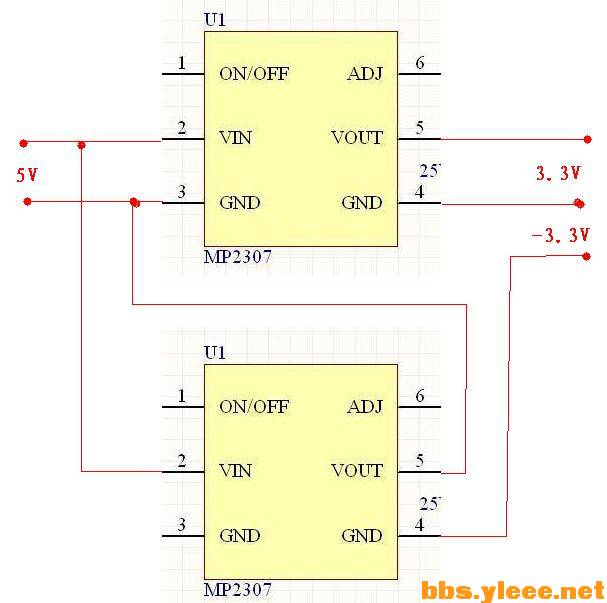 U1
1 ON/OFF ADJ 6
2 VIN VOUT 5
5V 25 3.3V
3 GND GND 4
-3.3V
MP2307
U1
1 ON/OFF ADJ 6
2 VIN VOUT 5
25
3 GND GND 4
MP2307
bbs.yleee.net